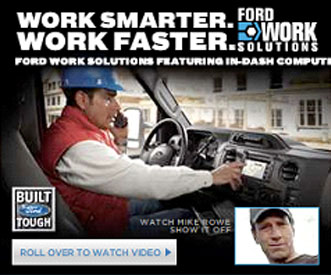 WORK SMARTER.
WORK FASTER.
FORD
WORK
SOLUTIONS
FORD WORK SOLUTIONS FEATURING IN-DASH COMPUTE
BUILT
Ford
TOUGH
WATCH MIKE ROWE
SHOW IT OFF
ROLL OVER TO WATCH VIDEO